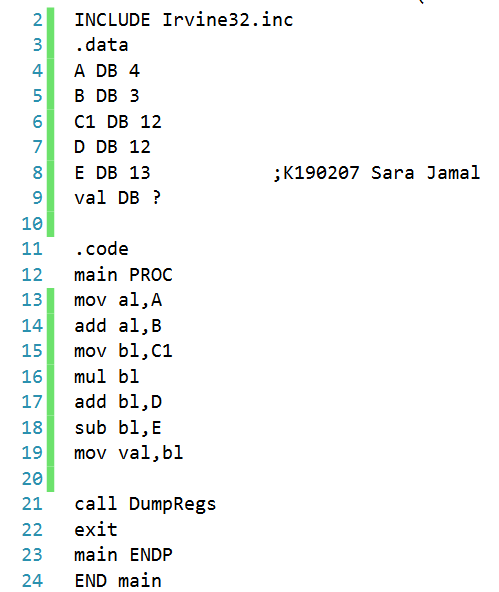 2 INCLUDE Irvine32.inc
3 .data
4 A DB 4
5 B DB 3
6 C1 DB 12
7 D DB 12
8 E DB 13 ;K190207 Sara Jamal
9 val DB ?
10
11 .code
12 main PROC
13 mov al,A
14 add al,B
15 mov bl,C1
16 mul bl
17 add bl,D
18 sub bl,E
19 mov val,bl
20
21 call DumpRegs
22 exit
23 main ENDP
24 END main